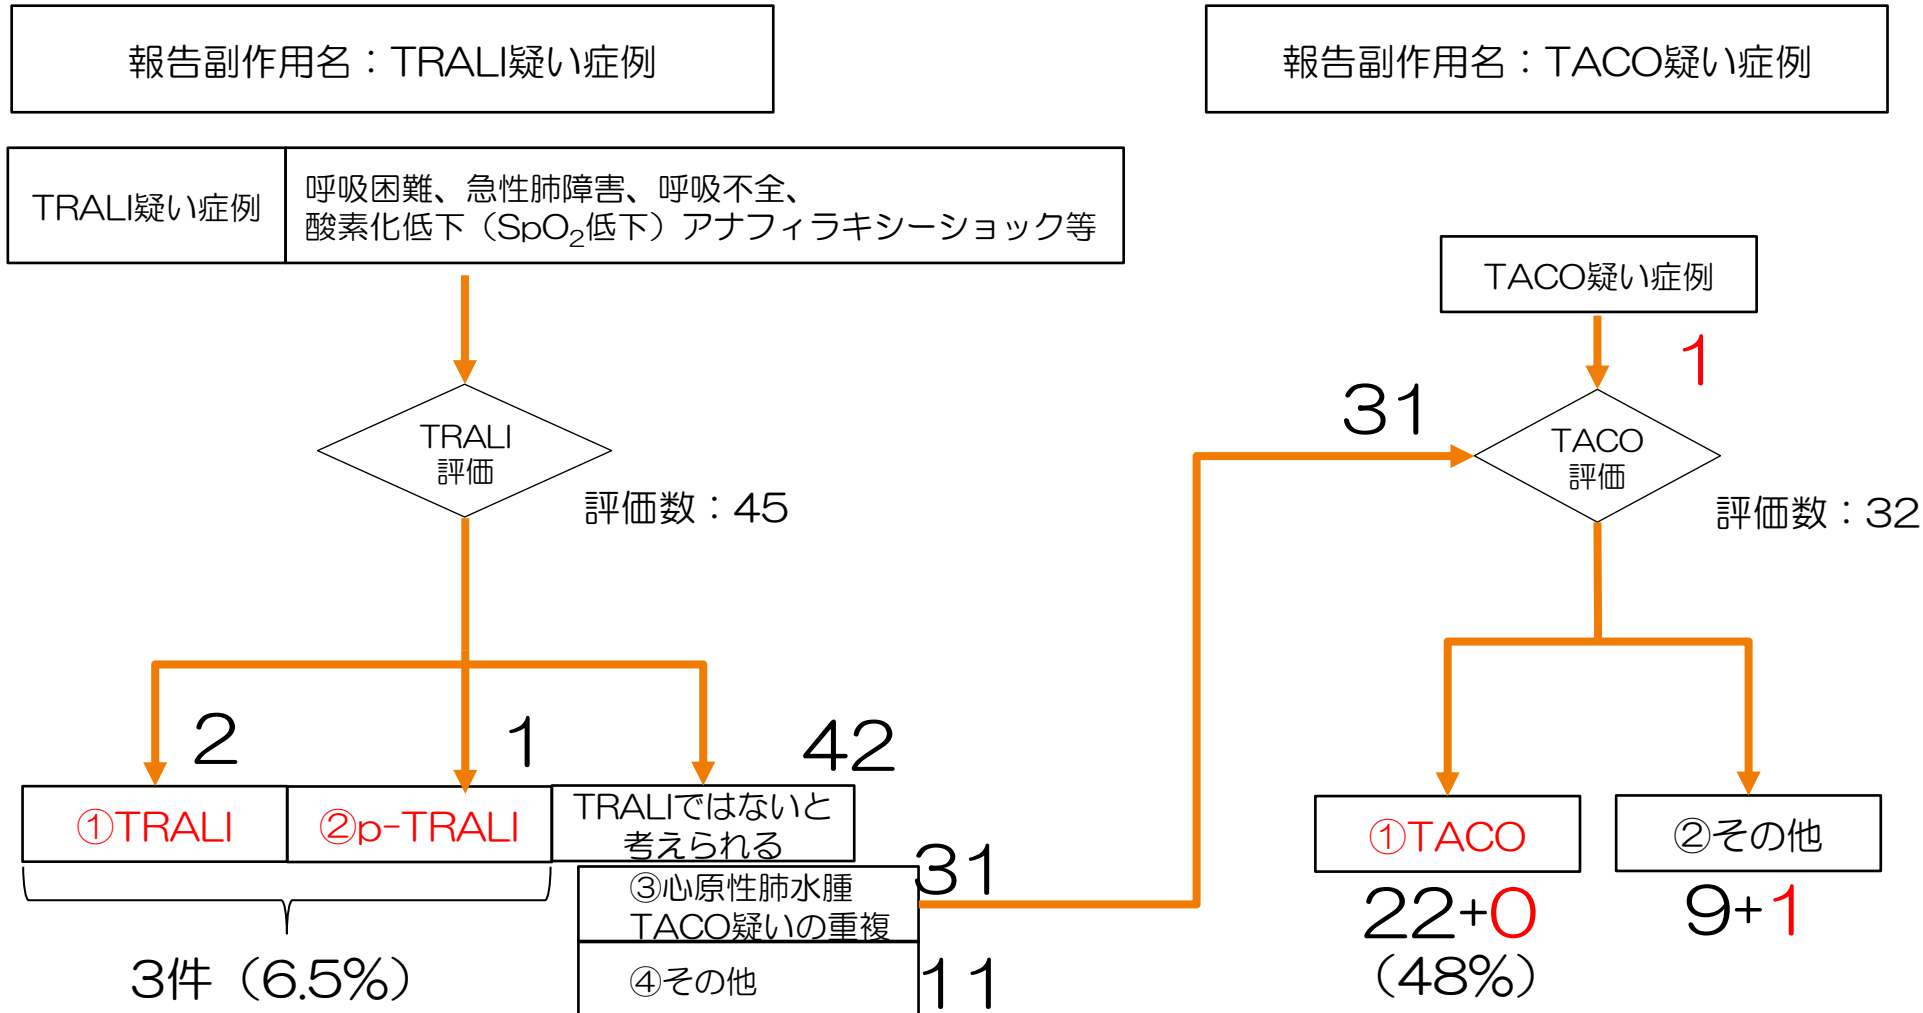 報告副作用名：TRALI疑い症例
報告副作用名：TACO疑い症例
TRALI疑い症例
呼吸困難、急性肺障害、呼吸不全、
酸素化低下（SpO₂低下）アナフィラキシーショック等
TACO疑い症例
1
31
TRALI
評価
評価数：45
TACO
評価
評価数：32
2
1
42
①TRALI
②p-TRALI
TRALIではないと
考えられる
31
③心原性肺水腫
TACO疑いの重複
④その他
11
3件（6.5%）
①TACO
②その他
22+0
（48%）
9+1